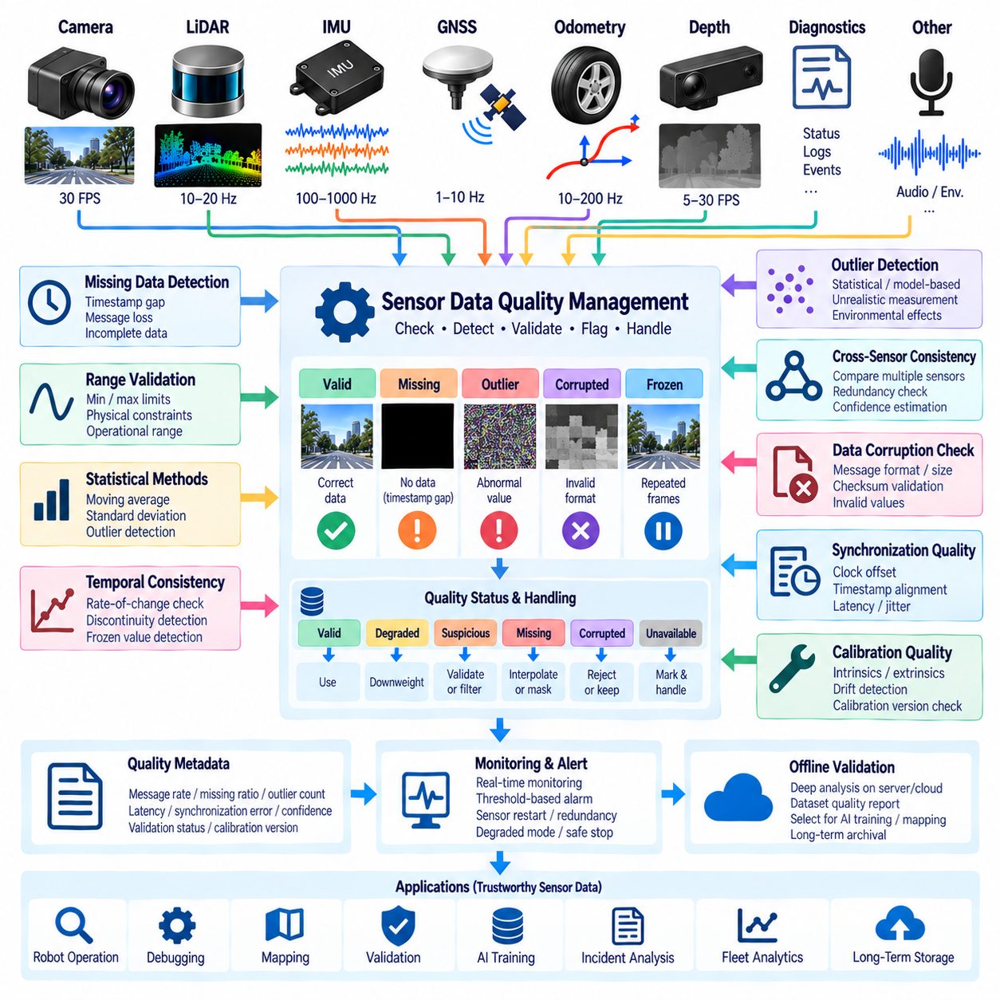 Camera
LiDAR
IMU
GNSS
Odometry
Depth
Diagnostics
Other
IMU
Status
Logs
Events
...
Audio / Env.
...
30 FPS
10–20 Hz
100–1000 Hz
1–10 Hz
10–200 Hz
5–30 FPS
Missing Data Detection
Timestamp gap
Message loss
Incomplete data
Range Validation
Min / max limits
Physical constraints
Operational range
Statistical Methods
Moving average
Standard deviation
Outlier detection
Temporal Consistency
Rate-of-change check
Discontinuity detection
Frozen value detection
Sensor Data Quality Management
Check • Detect • Validate • Flag • Handle
Valid
Missing
Outlier
Corrupted
Frozen
Correct
data
No data
(timestamp gap)
Abnormal
value
Invalid
format
Repeated
frames
Quality Status & Handling
Valid
Degraded
Suspicious
Missing
Corrupted
Unavailable
Use
Downweight
Validate
or filter
Interpolate
or mask
Reject
or keep
Mark &
handle
Outlier Detection
Statistical / model-based
Unrealistic measurement
Environmental effects
Cross-Sensor Consistency
Compare multiple sensors
Redundancy check
Confidence estimation
Data Corruption Check
Message format / size
Checksum validation
Invalid values
Synchronization Quality
Clock offset
Timestamp alignment
Latency / jitter
Calibration Quality
Intrinsics / extrinsics
Drift detection
Calibration version check
Quality Metadata
Message rate / missing ratio / outlier count
Latency / synchronization error / confidence
Validation status / calibration version
Monitoring & Alert
Real-time monitoring
Threshold-based alarm
Sensor restart / redundancy
Degraded mode / safe stop
Offline Validation
Deep analysis on server/cloud
Dataset quality report
Select for AI training / mapping
Long-term archival
Applications (Trustworthy Sensor Data)
Robot Operation
Debugging
Mapping
Validation
AI Training
Incident Analysis
Fleet Analytics
Long-Term Storage